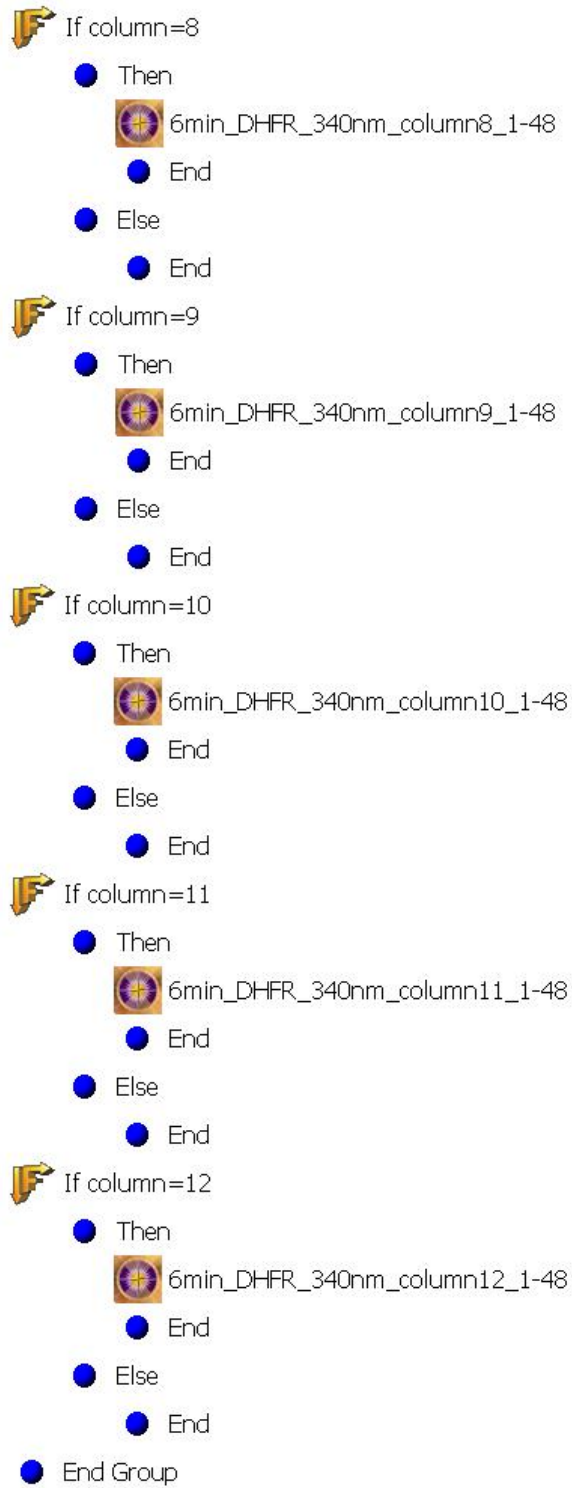 If column=8
Then
6min_DHFR_340nm_column8_1-48
End
Else
End
If column=9
Then
6min_DHFR_340nm_column9_1-48
End
Else
End
If column=10
Then
6min_DHFR_340nm_column10_1-48
End
Else
End
If column=11
Then
6min_DHFR_340nm_column11_1-48
End
Else
End
If column=12
Then
6min_DHFR_340nm_column12_1-48
End
Else
End
End Group